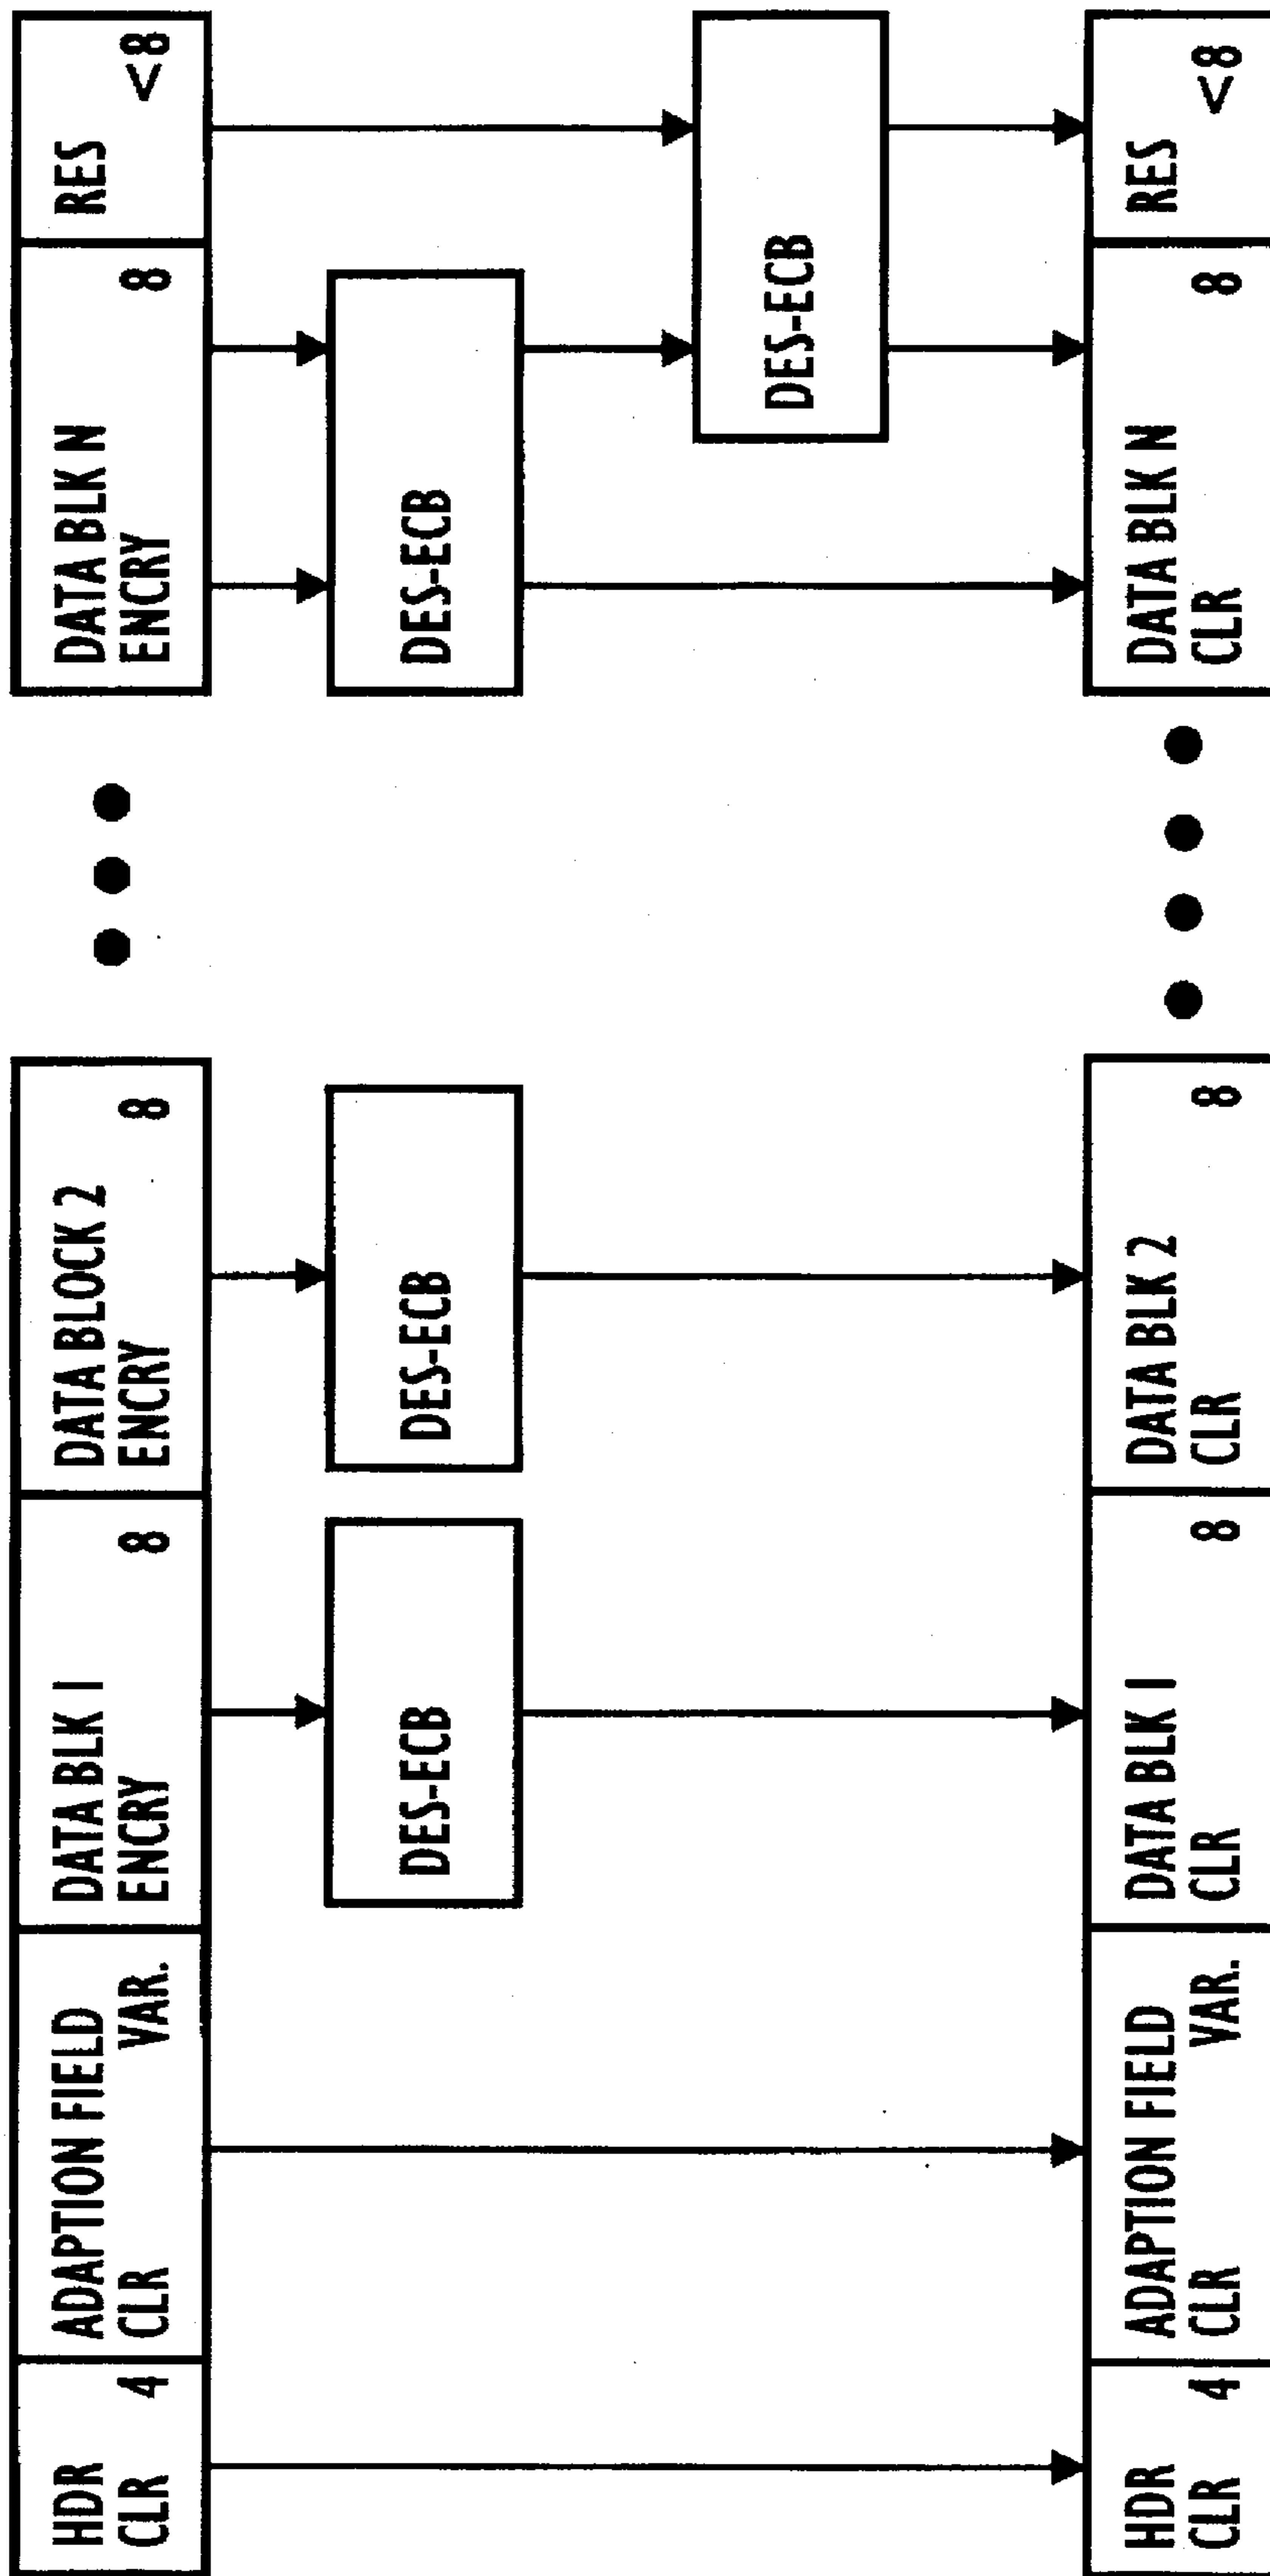 HDR
CLR 4
ADAPTION FIELD
CLR VAR.
DATA BLK 1
ENCRY 8
DATA BLOCK 2
ENCRY 8
DATA BLK N
ENCRY 8
RES
<8
DES-ECB
DES-ECB
DES-ECB
DES-ECB
HDR
CLR 4
ADAPTION FIELD
CLR VAR.
DATA BLK 1
CLR 8
DATA BLK 2
CLR 8
DATA BLK N
CLR 8
RES
<8